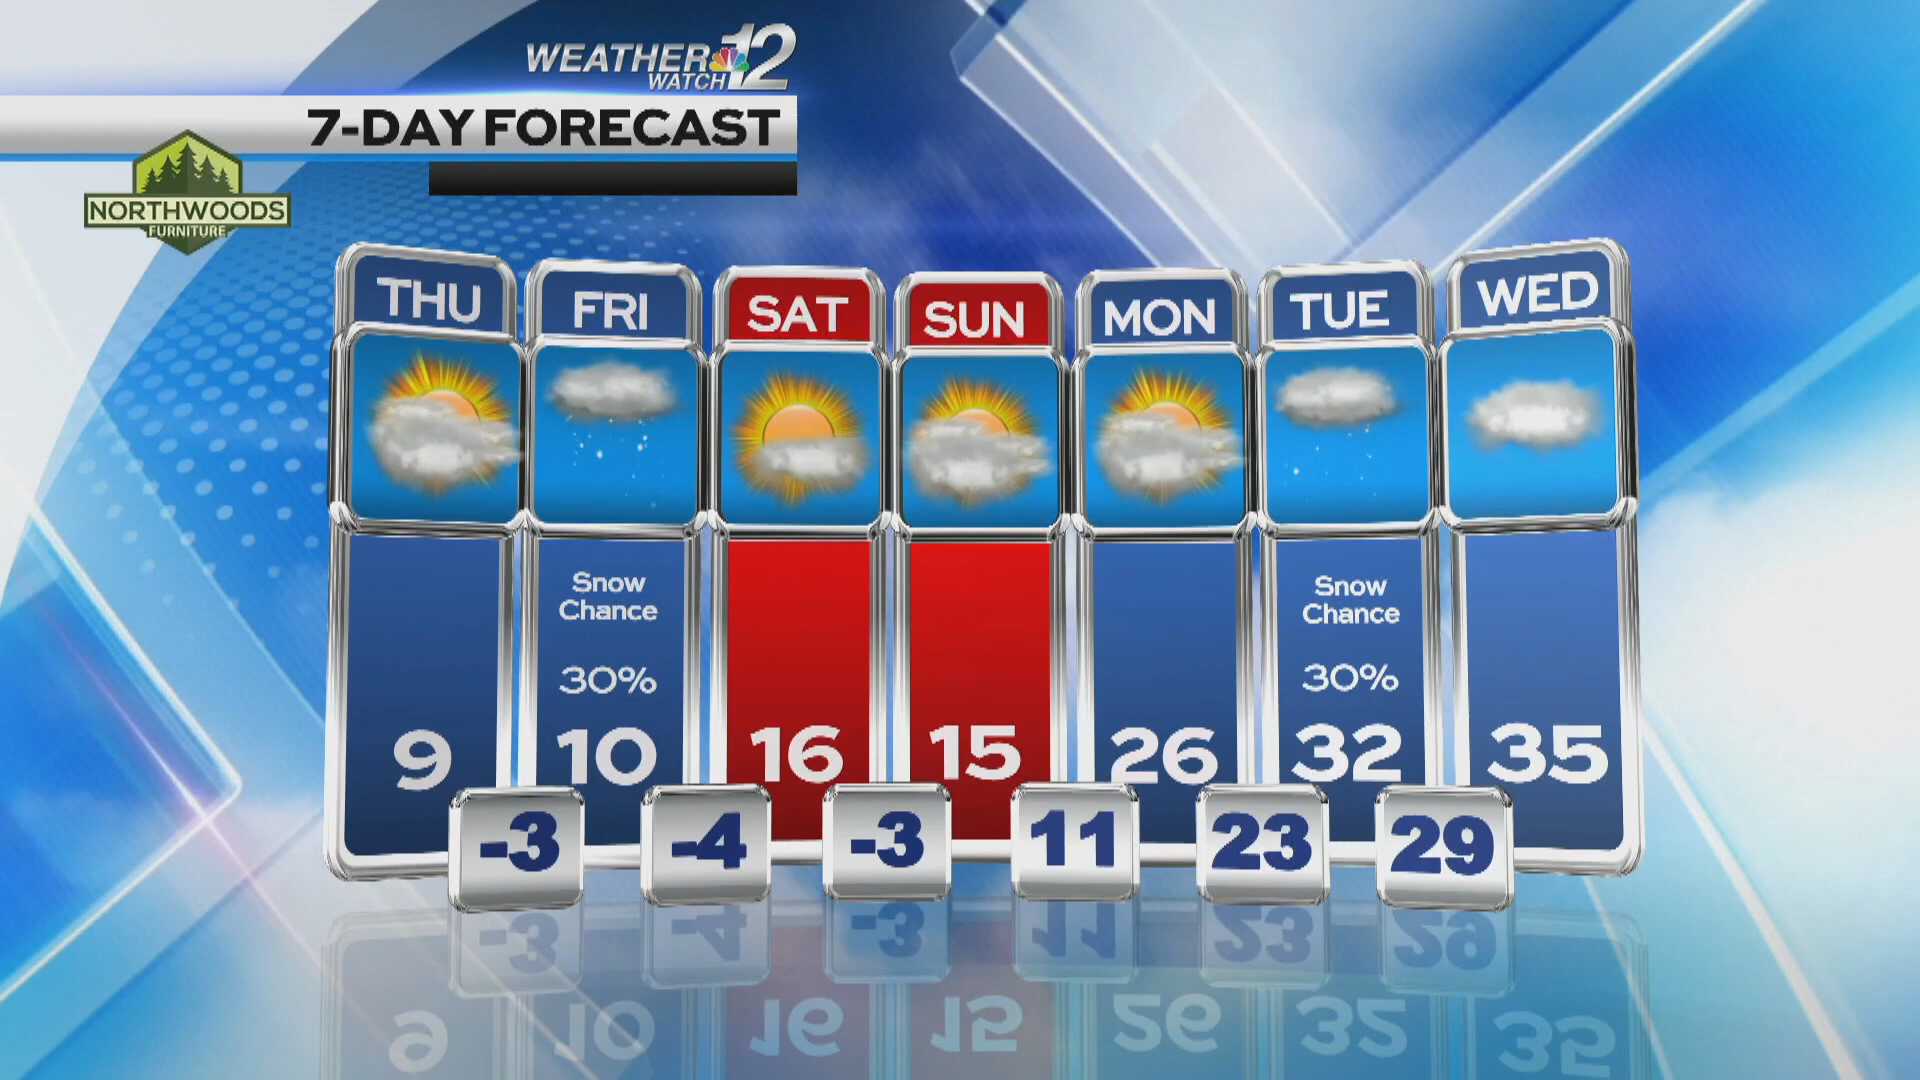 WEATHER 12
WATCH
7-DAY FORECAST
NORTHWOODS
FURNITURE
THU FRI SAT SUN MON TUE WED
Snow Chance 30%
Snow Chance 30%
9 10 16 15 26 32 35
-3 -4 -3 11 23 29